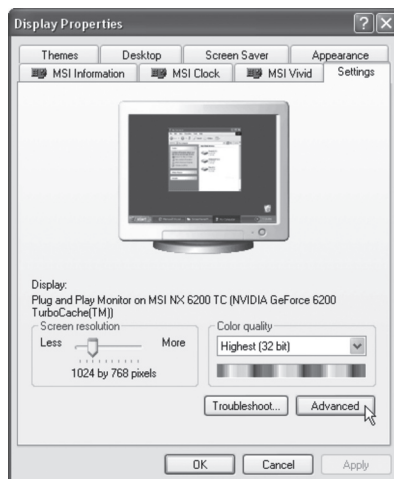 Display Properties
Themes Desktop Screen Saver Appearance
MSI Information MSI Clock MSI Vivid Settings
Display:
Plug and Play Monitor on MSI NX 6200 TC (NVIDIA GeForce 6200
TurboCache(TM))
Screen resolution Color quality
Less More Highest (32 bit)
1024 by 768 pixels
Troubleshoot... Advanced
OK Cancel Apply